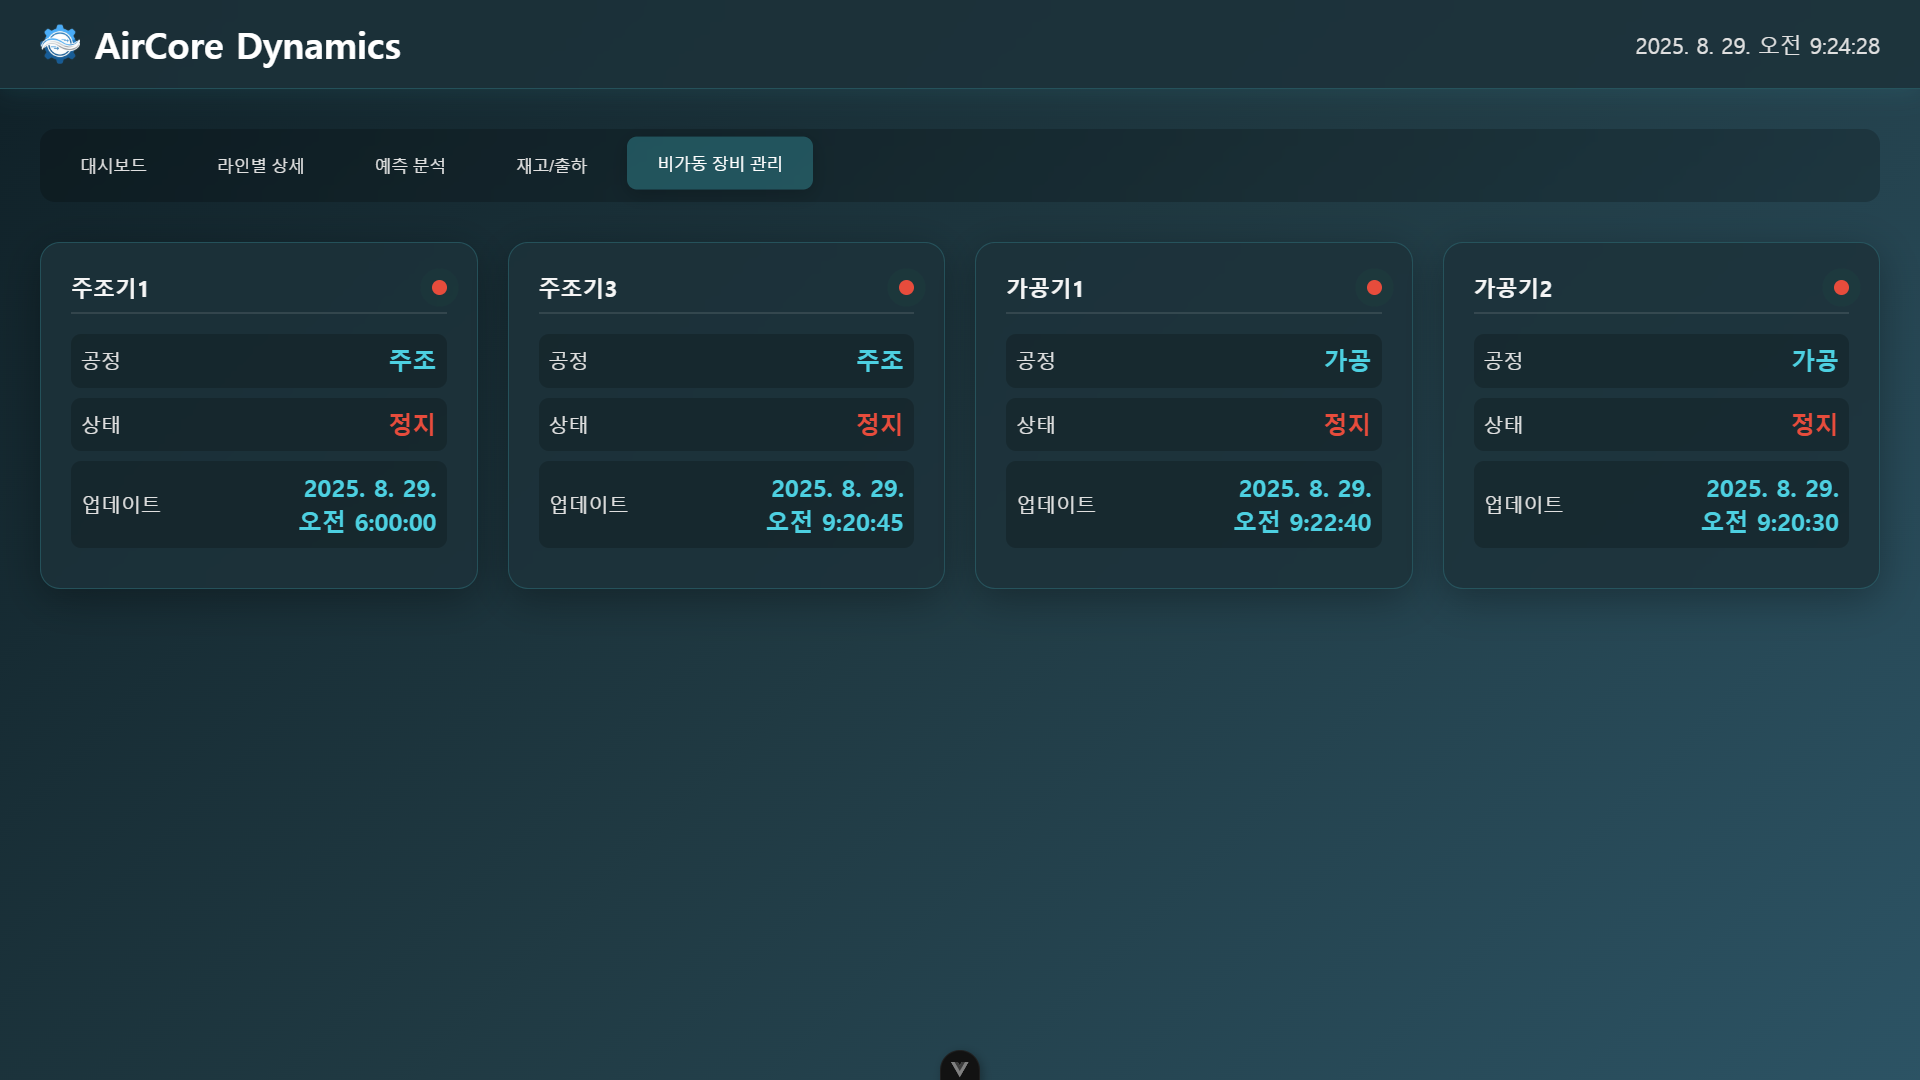 AirCore Dynamics
2025. 8. 29. 오전 9:24:28
대시보드
라인별 상세
예측 분석
재고/출하
비가동 장비 관리
주조기1
공정
주조
상태
정지
업데이트
2025. 8. 29.
오전 6:00:00
주조기3
공정
주조
상태
정지
업데이트
2025. 8. 29.
오전 9:20:45
가공기1
공정
가공
상태
정지
업데이트
2025. 8. 29.
오전 9:22:40
가공기2
공정
가공
상태
정지
업데이트
2025. 8. 29.
오전 9:20:30